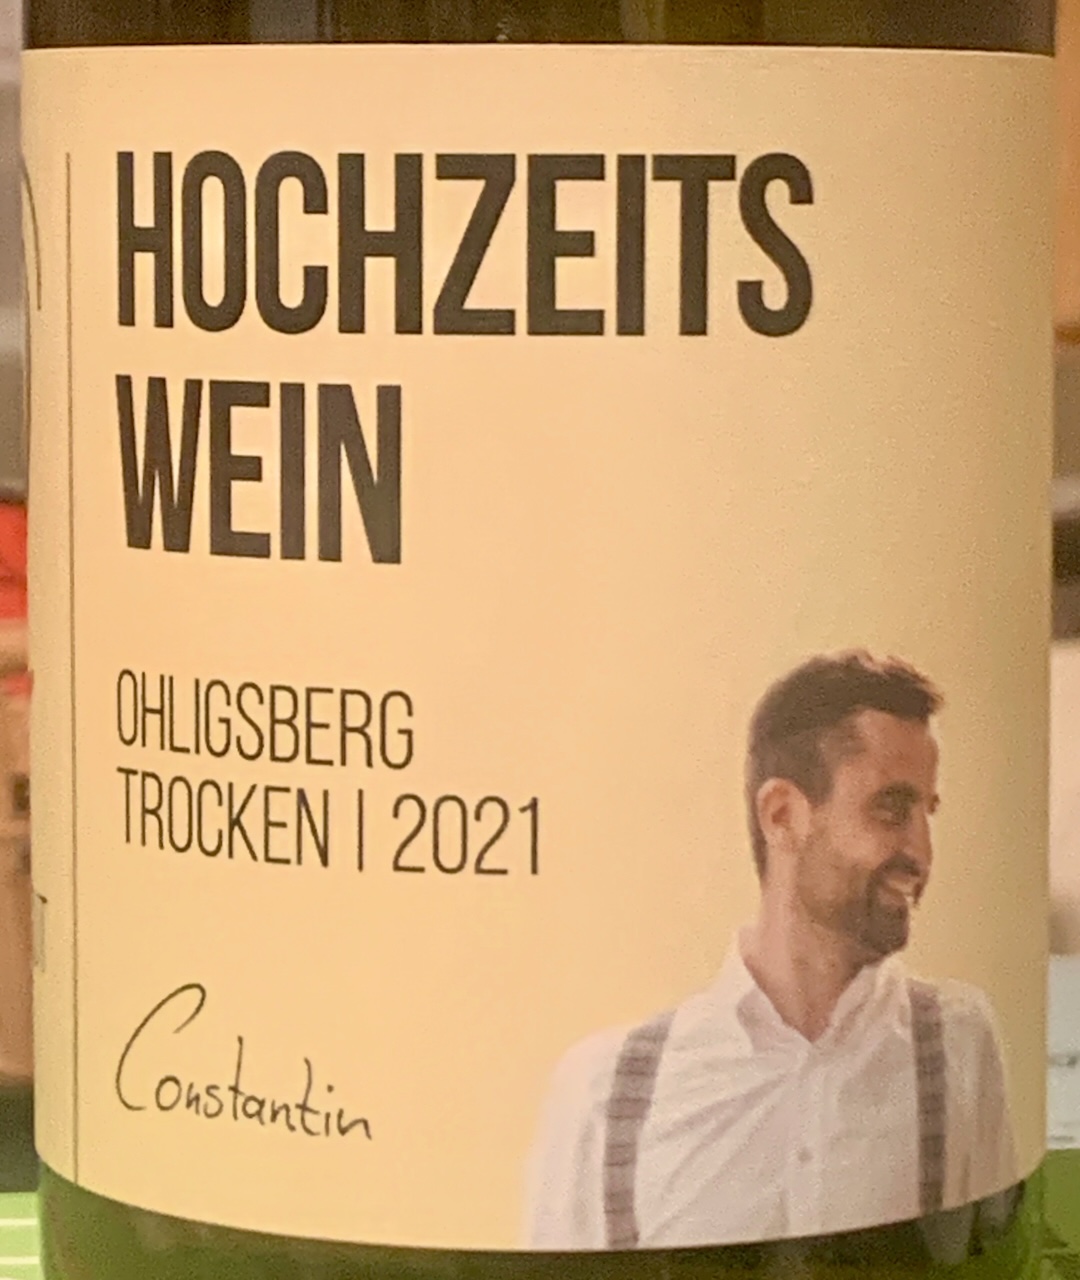 HOCHZEITS
WEIN
OHLIGSBERG
TROCKEN | 2021
Constantin